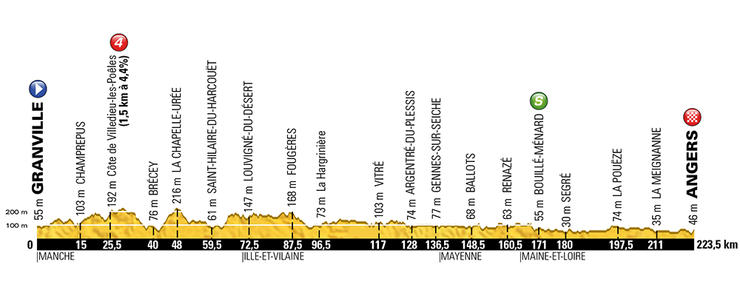 4
S
55 m GRANVILLE
103 m CHAMPREPUS
192 m Côte de Villedieu-les-Poêles
(1,5 km à 4,4%)
76 m BRÉCEY
216 m LA CHAPELLE-URÉE
61 m SAINT-HILAIRE-DU-HARCOUËT
147 m LOUVIGNÉ-DU-DÉSERT
168 m FOUGÈRES
73 m La Hargrinière
103 m VITRÉ
74 m ARGENTRÉ-DU-PLESSIS
77 m GENNES-SUR-SEICHE
68 m BALLOTS
63 m RENAZÉ
55 m BOUILLÉ-MÉNARD
30 m SEGRÉ
74 m LA POUËZE
35 m LA MEIGNANNE
46 m ANGERS
200 m
100 m
0 15 25,5 40 48 59,5 72,5 87,5 96,5 117 128 136,5 148,5 160,5 171 180 197,5 211 223,5 km
MANCHE ILLE-ET-VILAINE MAYENNE MAINE-ET-LOIRE